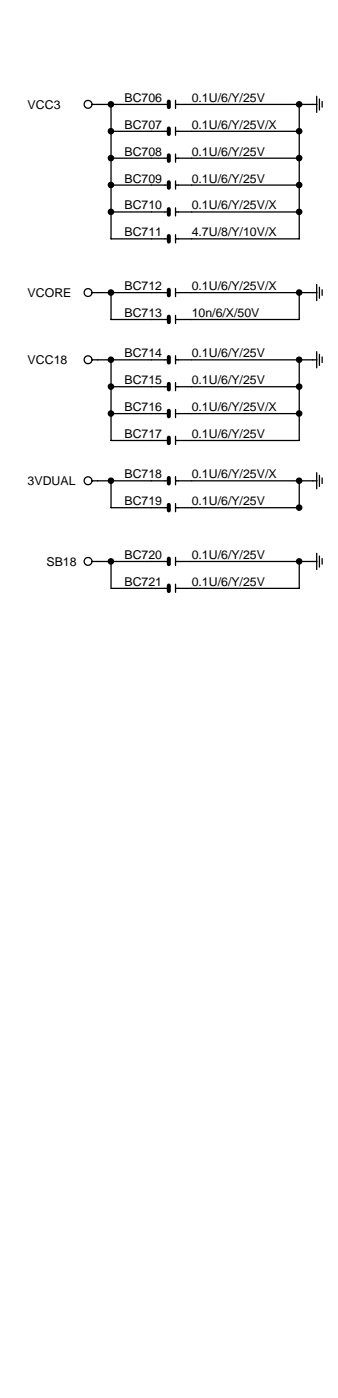 VCC3 BC706 0.1U/6/Y/25V
BC707 0.1U/6/Y/25V/X
BC708 0.1U/6/Y/25V
BC709 0.1U/6/Y/25V
BC710 0.1U/6/Y/25V/X
BC711 4.7U/8/Y/10V/X
VCORE BC712 0.1U/6/Y/25V/X
BC713 10n/6/X/50V
VCC18 BC714 0.1U/6/Y/25V
BC715 0.1U/6/Y/25V
BC716 0.1U/6/Y/25V/X
BC717 0.1U/6/Y/25V
3VDUAL BC718 0.1U/6/Y/25V/X
BC719 0.1U/6/Y/25V
SB18 BC720 0.1U/6/Y/25V
BC721 0.1U/6/Y/25V